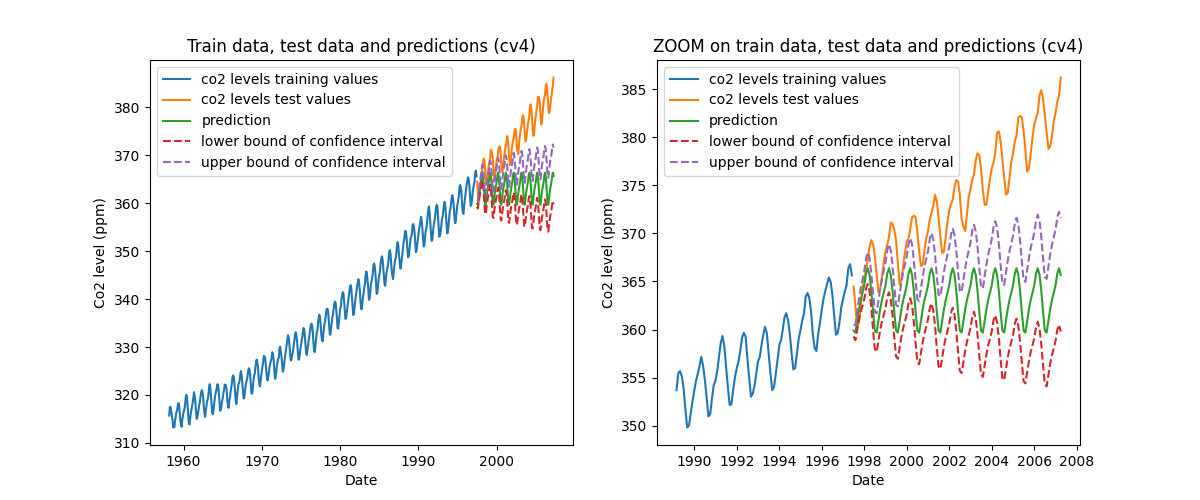 Train data, test data and predictions (cv4)
co2 levels training values
co2 levels test values
prediction
lower bound of confidence interval
upper bound of confidence interval
380
370
360
350
340
330
320
310
Co2 level (ppm)
1960 1970 1980 1990 2000
Date
ZOOM on train data, test data and predictions (cv4)
co2 levels training values
co2 levels test values
prediction
lower bound of confidence interval
upper bound of confidence interval
385
380
375
370
365
360
355
350
Co2 level (ppm)
1990 1992 1994 1996 1998 2000 2002 2004 2006 2008
Date